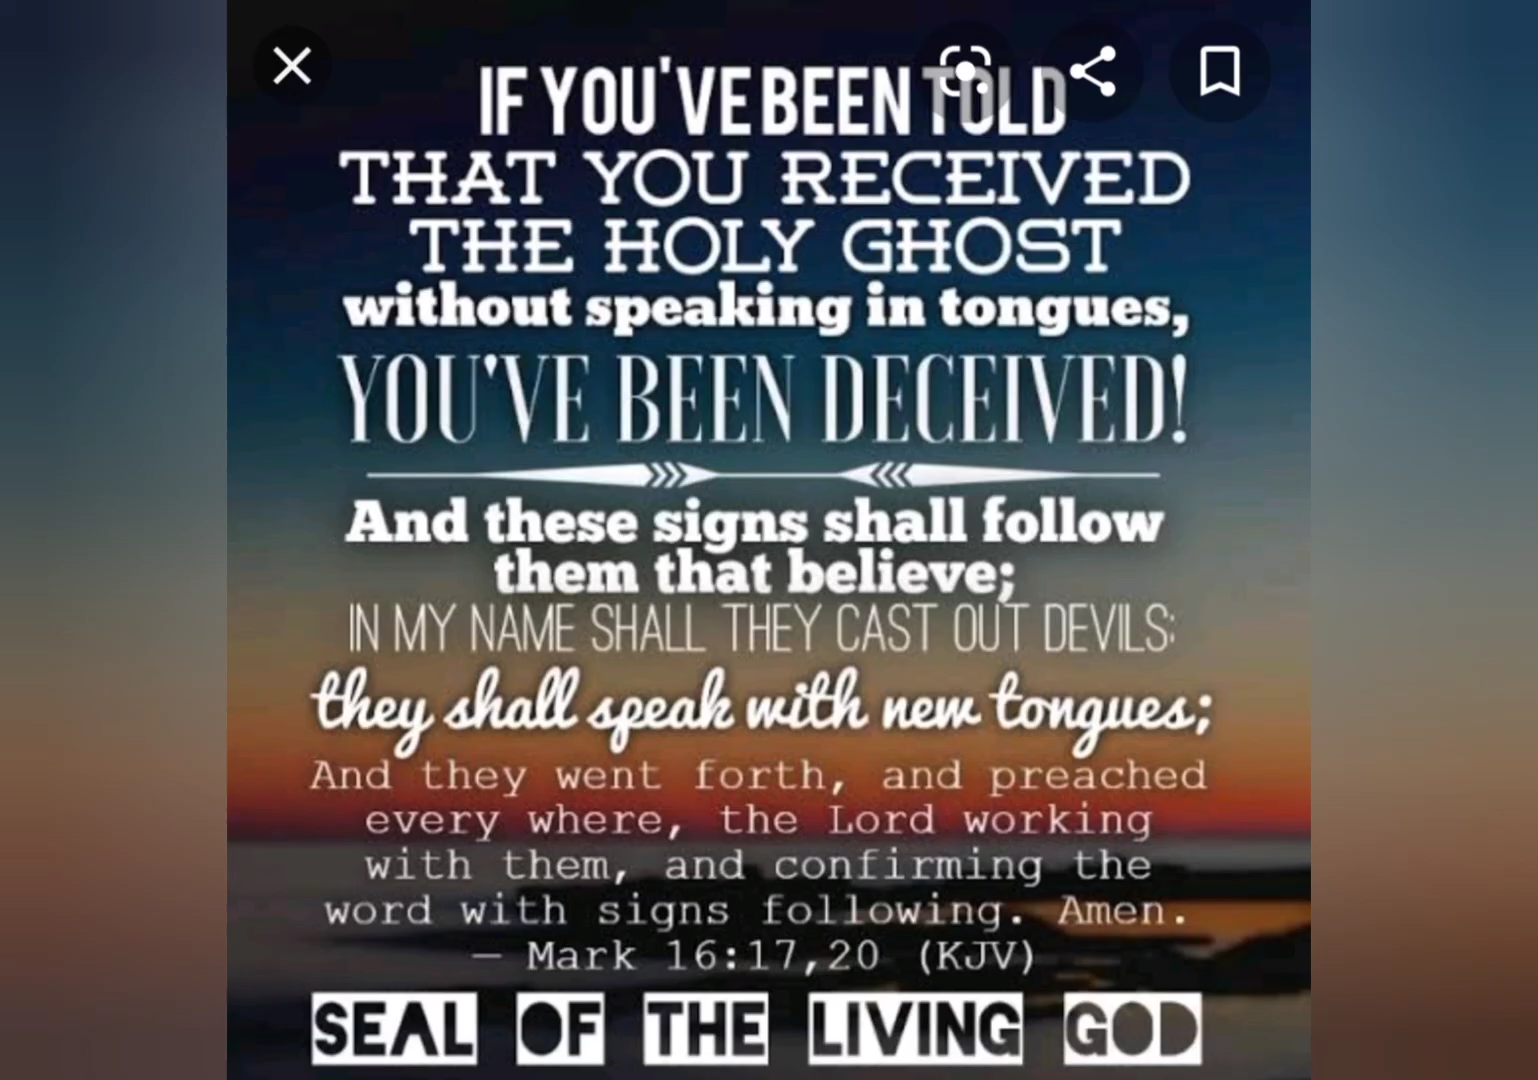 IF YOU'VE BEEN TOLD
THAT YOU RECEIVED
THE HOLY GHOST
without speaking in tongues,
YOU'VE BEEN DECEIVED!
And these signs shall follow
them that believe;
IN MY NAME SHALL THEY CAST OUT DEVILS;
they shall speak with new tongues;
And they went forth, and preached
every where, the Lord working
with them, and confirming the
word with signs following. Amen.
— Mark 16:17,20 (KJV)
SEAL OF THE LIVING GOD